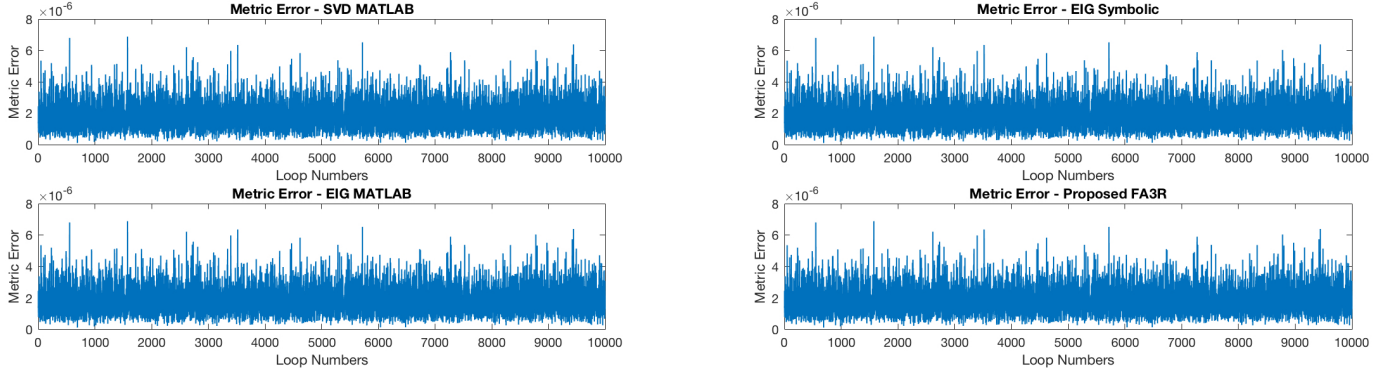 Metric Error - SVD MATLAB
×10⁻⁶
8
6
4
2
0
Metric Error
0 1000 2000 3000 4000 5000 6000 7000 8000 9000 10000
Loop Numbers
Metric Error - EIG Symbolic
×10⁻⁶
8
6
4
2
0
Metric Error
0 1000 2000 3000 4000 5000 6000 7000 8000 9000 10000
Loop Numbers
Metric Error - EIG MATLAB
×10⁻⁶
8
6
4
2
0
Metric Error
0 1000 2000 3000 4000 5000 6000 7000 8000 9000 10000
Loop Numbers
Metric Error - Proposed FA3R
×10⁻⁶
8
6
4
2
0
Metric Error
0 1000 2000 3000 4000 5000 6000 7000 8000 9000 10000
Loop Numbers